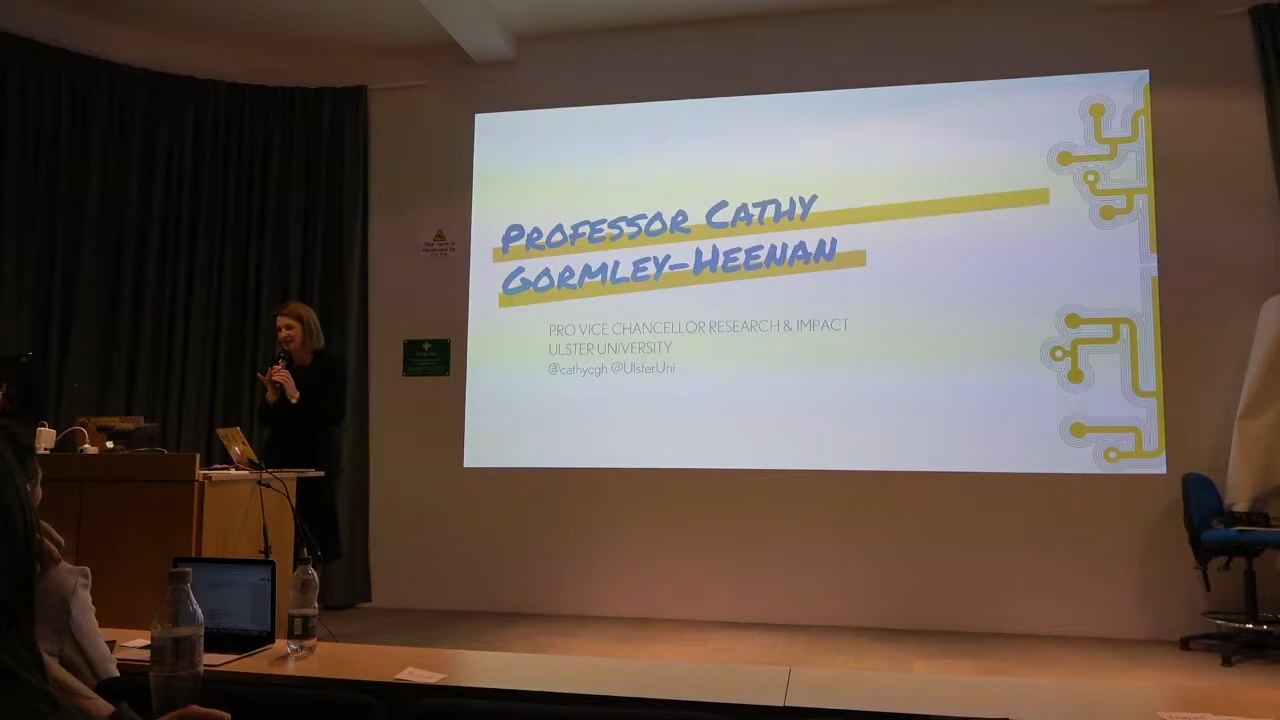 PROFESSOR CATHY
GORMLEY-HEENAN
PRO VICE CHANCELLOR RESEARCH & IMPACT
ULSTER UNIVERSITY
@cathycgh @UlsterUni